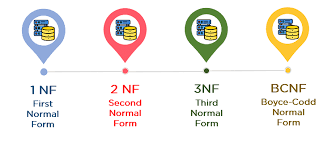 1 NF
First
Normal
Form
2 NF
Second
Normal
Form
3NF
Third
Normal
Form
BCNF
Boyce-Codd
Normal
Form